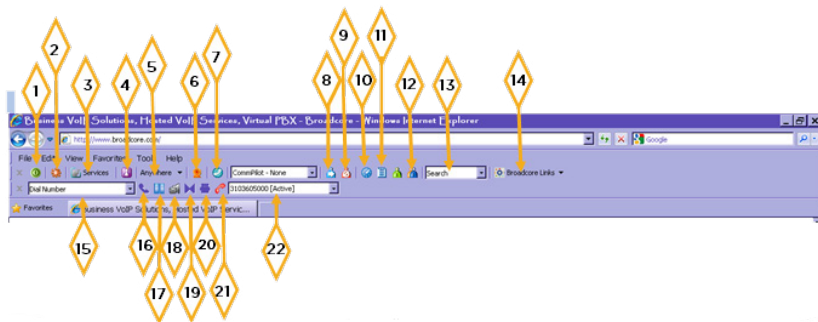 9 11
2 5 7
1 3 4 6 8 10 12 13 14
Business VoIP Solutions, Hosted VoIP Services, Virtual PBX - Broadcore - Windows Internet Explorer
http://www.broadcore.com/ Google
File Edit View Favorites Tools Help
Services Anywhere CommPilot - None Search Broadcore Links
Dial Number 3103605000 [Active]
Favorites Business VoIP Solutions, Hosted VoIP Servic...
15 16 18 20 22
17 19 21